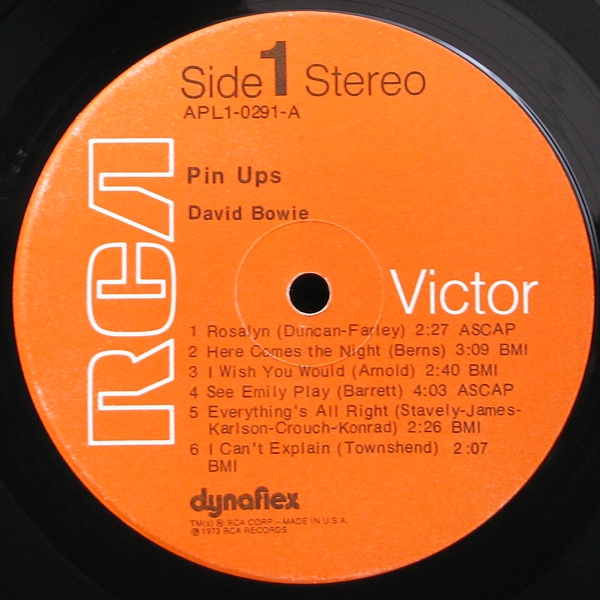 Side 1 Stereo
APL1-0291-A
Pin Ups
David Bowie
RCA
Victor
1 Rosalyn (Duncan-Farley) 2:27 ASCAP
2 Here Comes the Night (Berns) 3:09 BMI
3 I Wish You Would (Arnold) 2:40 BMI
4 See Emily Play (Barrett) 4:03 ASCAP
5 Everything's All Right (Stavely-James-
Karlson-Crouch-Konrad) 2:26 BMI
6 I Can't Explain (Townshend) 2:07
BMI
dynaflex
TM(s) ® RCA CORP—MADE IN U.S.A.
℗ 1973 RCA RECORDS